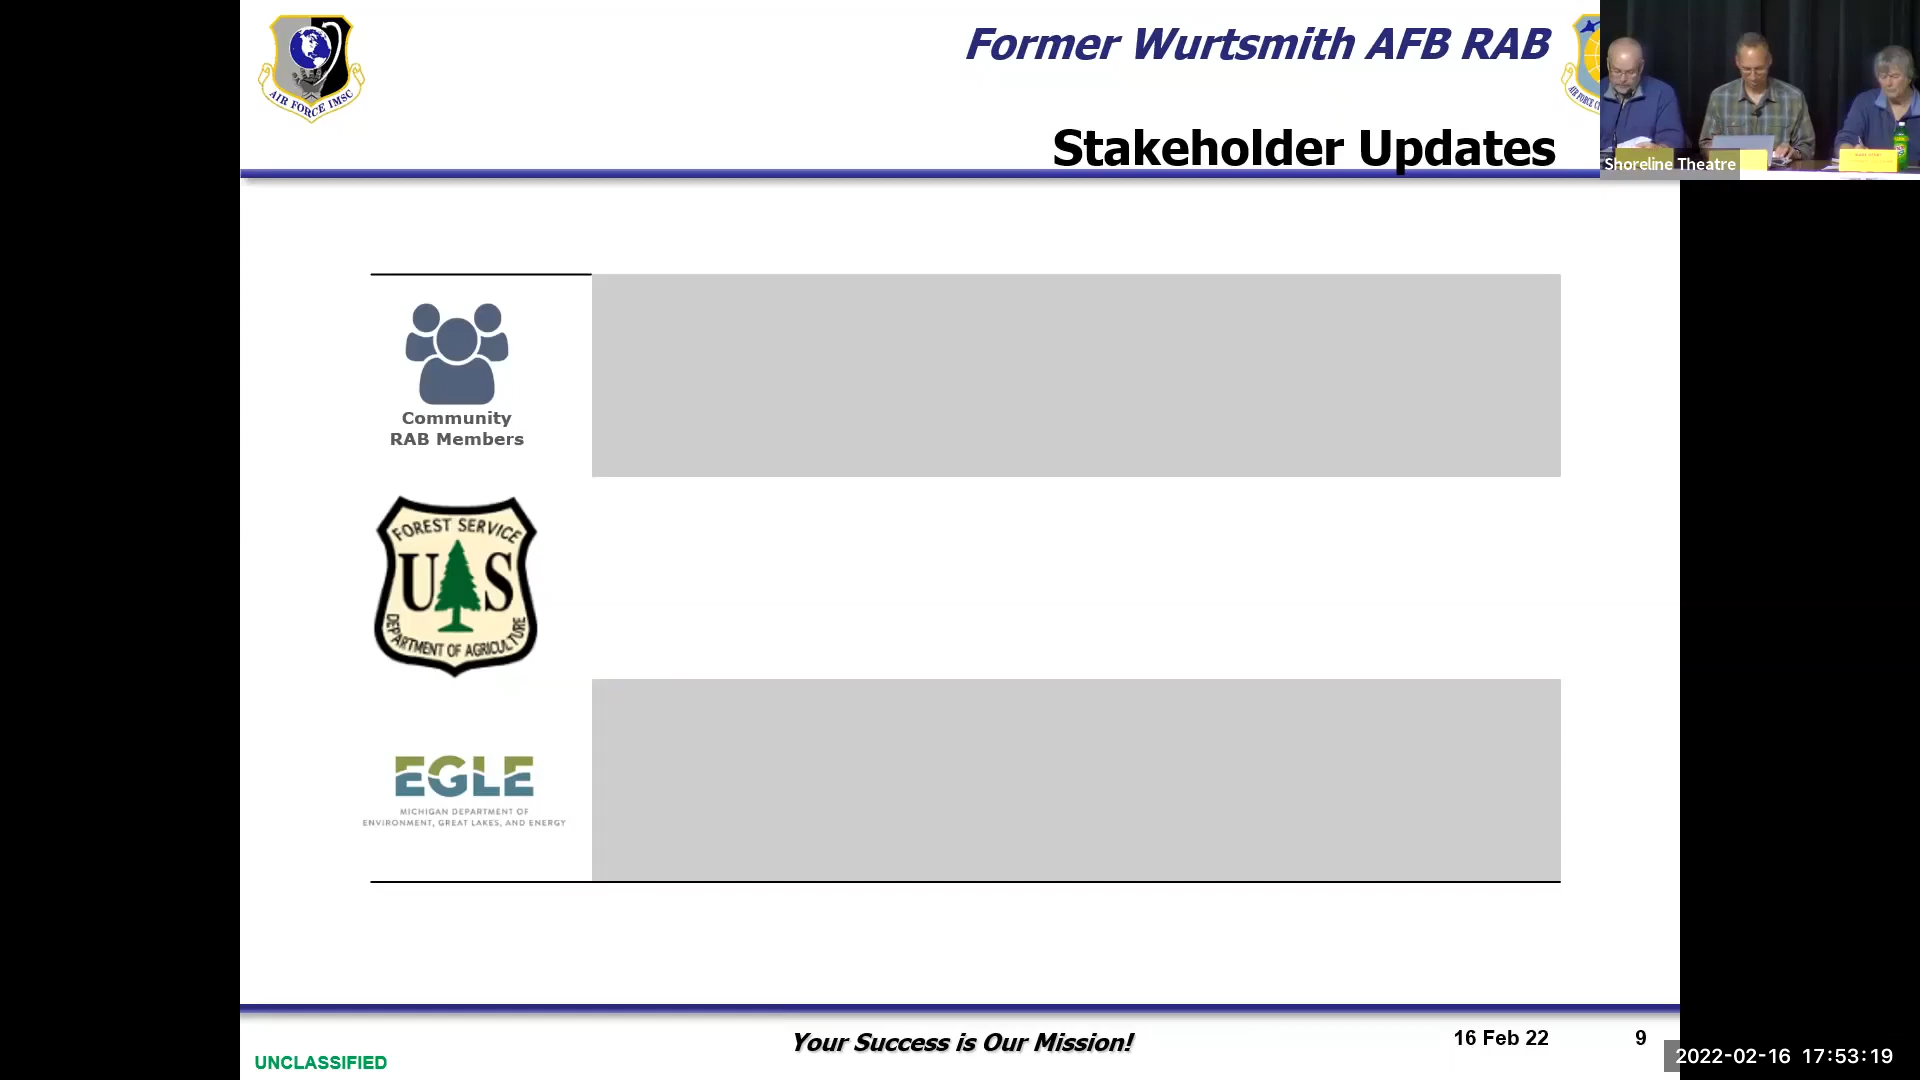 Former Wurtsmith AFB RAB
AIR FORCE IMSC
AIR FORCE
Stakeholder Updates
Shoreline Theatre
Community
RAB Members
FOREST SERVICE
U S
DEPARTMENT OF AGRICULTURE
EGLE
MICHIGAN DEPARTMENT OF
ENVIRONMENT, GREAT LAKES, AND ENERGY
Your Success is Our Mission!
16 Feb 22
9
UNCLASSIFIED
2022-02-16 17:53:19